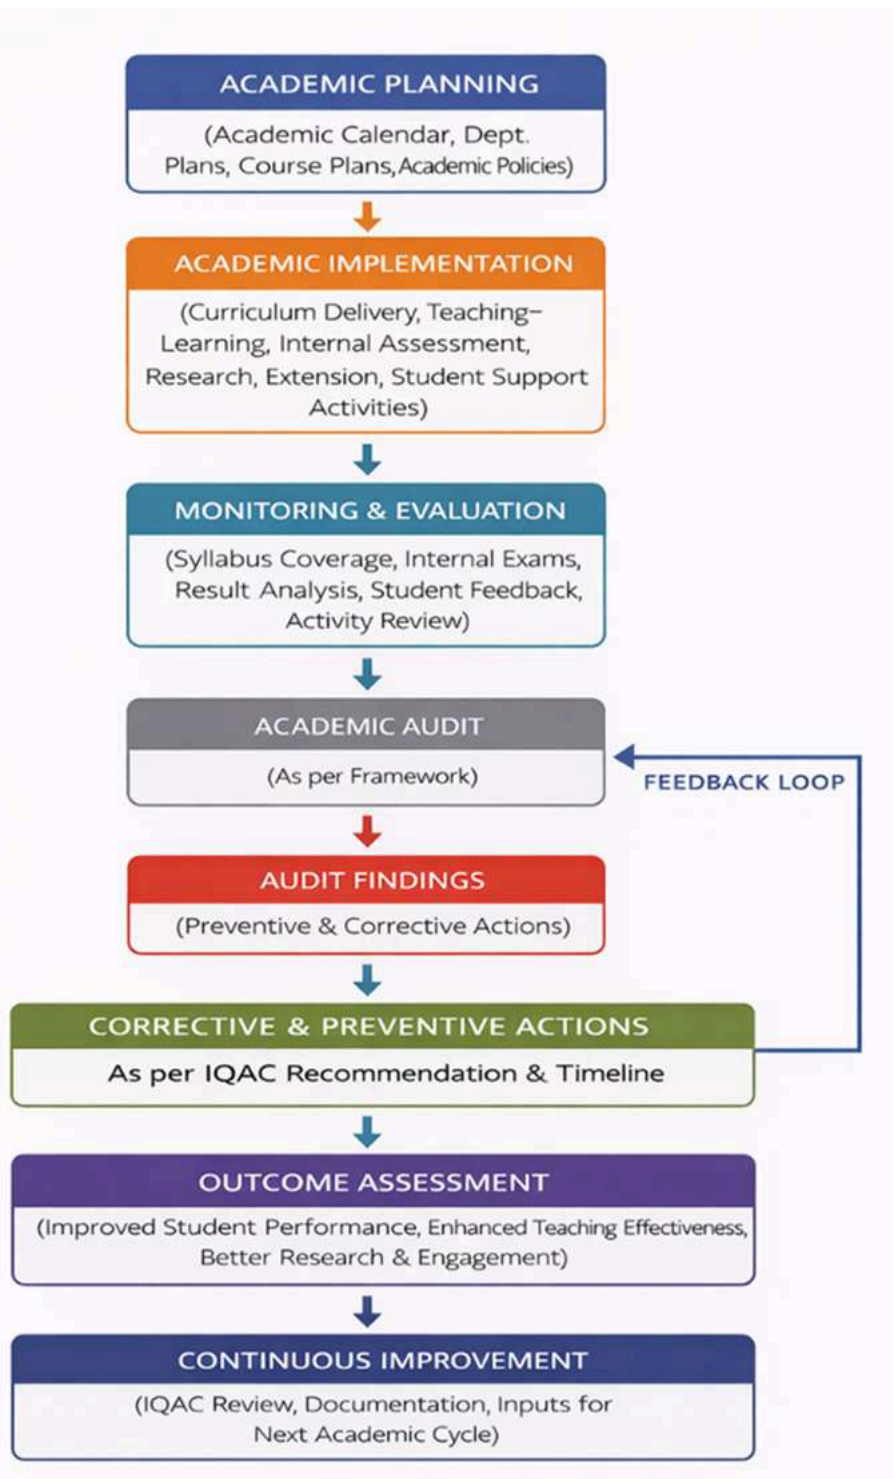 ACADEMIC PLANNING
(Academic Calendar, Dept.
Plans, Course Plans, Academic Policies)
ACADEMIC IMPLEMENTATION
(Curriculum Delivery, Teaching–
Learning, Internal Assessment,
Research, Extension, Student Support
Activities)
MONITORING & EVALUATION
(Syllabus Coverage, Internal Exams,
Result Analysis, Student Feedback,
Activity Review)
ACADEMIC AUDIT
(As per Framework)
FEEDBACK LOOP
AUDIT FINDINGS
(Preventive & Corrective Actions)
CORRECTIVE & PREVENTIVE ACTIONS
As per IQAC Recommendation & Timeline
OUTCOME ASSESSMENT
(Improved Student Performance, Enhanced Teaching Effectiveness,
Better Research & Engagement)
CONTINUOUS IMPROVEMENT
(IQAC Review, Documentation, Inputs for
Next Academic Cycle)